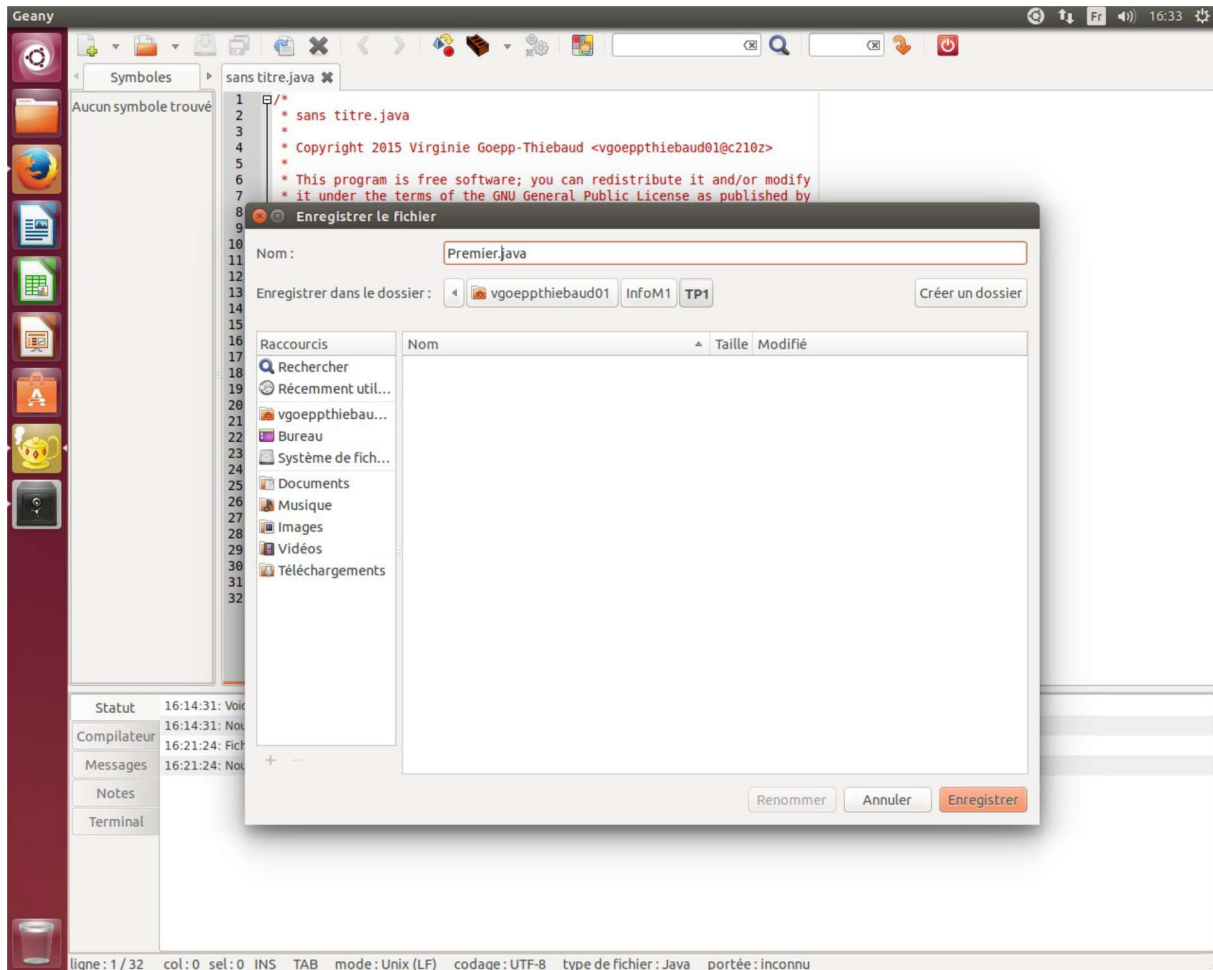 Geany
Fr
16:33
Symboles
sans titre.java
Aucun symbole trouvé
1 /*
2 * sans titre.java
3 *
4 * Copyright 2015 Virginie Goepp-Thiebaud <vgoeppthiebaud01@c210z>
5 *
6 * This program is free software; you can redistribute it and/or modify
7 * it under the terms of the GNU General Public License as published by
8
9
10
11
12
13
14
15
16
17
18
19
20
21
22
23
24
25
26
27
28
29
30
31
32
Enregistrer le fichier
Nom :
Premier.java
Enregistrer dans le dossier :
vgoeppthiebaud01
InfoM1
TP1
Créer un dossier
Raccourcis
Nom
Taille
Modifié
Rechercher
Récemment util...
vgoeppthiebau...
Bureau
Système de fich...
Documents
Musique
Images
Vidéos
Téléchargements
Renommer
Annuler
Enregistrer
Statut
Compilateur
Messages
Notes
Terminal
16:14:31: Voic
16:14:31: Nou
16:21:24: Fich
16:21:24: Nou
ligne : 1 / 32 col : 0 sel : 0 INS TAB mode : Unix (LF) codage : UTF-8 type de fichier : Java portée : inconnu